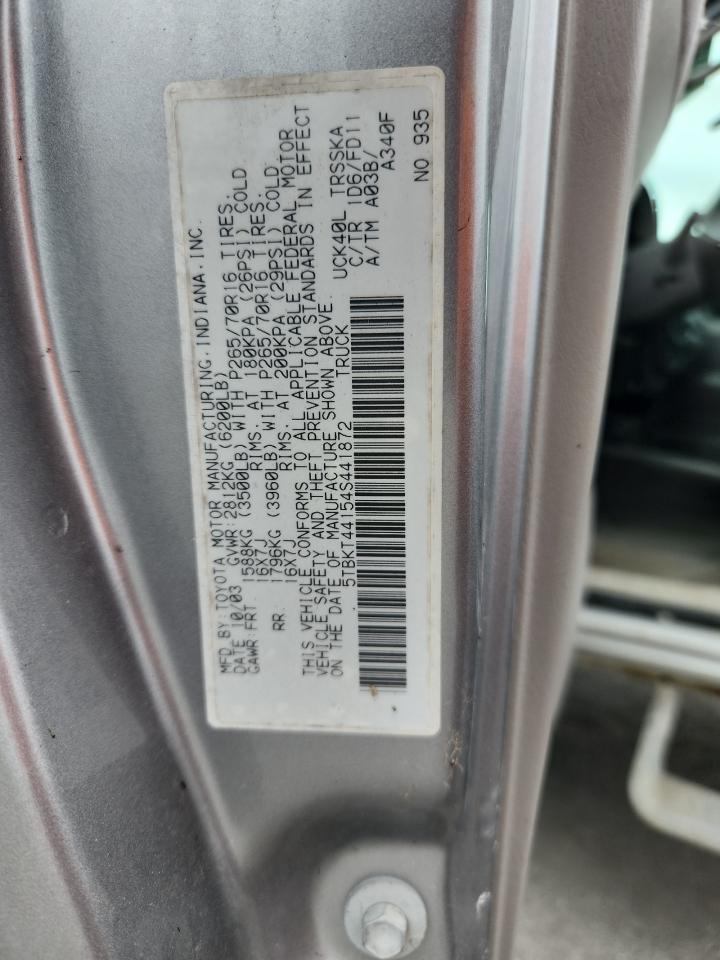 MFD BY:TOYOTA MOTOR MANUFACTURING.INDIANA.INC.
DATE 10/03 GVWR:2812KG (6200LB)
GAWR:FRT. 1588KG (3500LB) WITH P265/70R16 TIRES.
16X7J RIMS. AT 180KPA (26PSI) COLD
RR. 1796KG (3960LB) WITH P265/70R16 TIRES.
16X7J RIMS. AT 200KPA (29PSI) COLD
THIS VEHICLE CONFORMS TO ALL APPLICABLE FEDERAL MOTOR
VEHICLE SAFETY AND THEFT PREVENTION STANDARDS IN EFFECT
ON THE DATE OF MANUFACTURE SHOWN ABOVE.
5TBKT44154S441872 TRUCK
UCK40L TRSSKA
C/TR 1D6/FD11
A/TM A03B/
A340F
NO 935